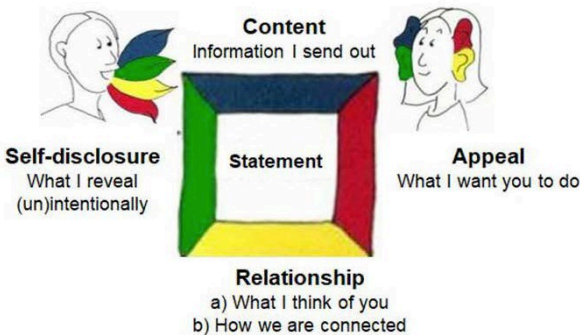 Content
Information I send out
Self-disclosure
What I reveal
(un)intentionally
Statement
Appeal
What I want you to do
Relationship
a) What I think of you
b) How we are connected